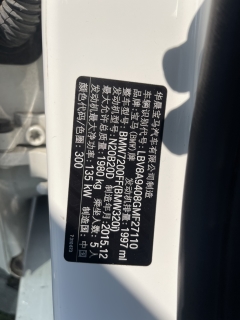 华晨宝马汽车有限公司制造
车辆识别代号: LBV8A9408GMF27110
品牌: 宝马(BMW)牌 发动机排量: 1997 ml
整车型号: BMW7200FF(BMW320)
发动机型号: N20B20D 制造年月: 2015.12
最大允许总质量: 1980 kg 乘坐人数: 5人
发动机最大净功率: 135 kW 制造国: 中国
颜色代码/色号: 300